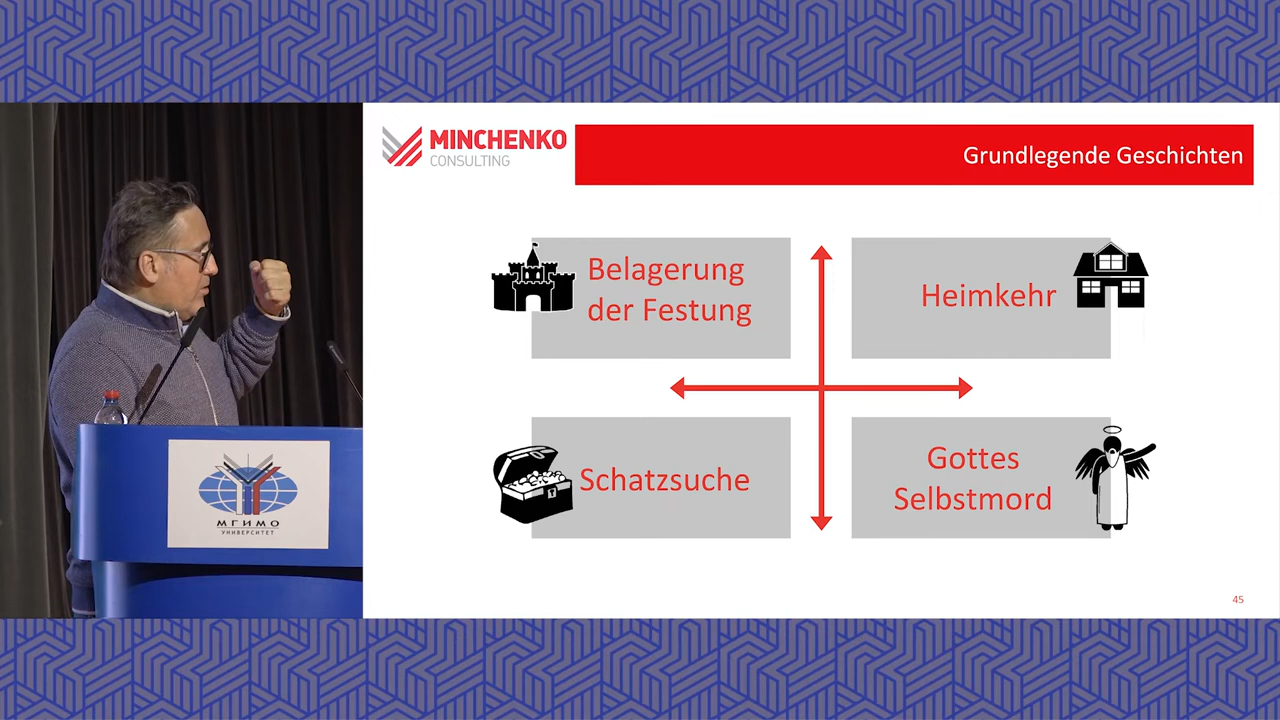 MINCHENKO
CONSULTING
Grundlegende Geschichten
Belagerung
der Festung
Heimkehr
Schatzsuche
Gottes
Selbstmord
45
МГИМО
УНИВЕРСИТЕТ